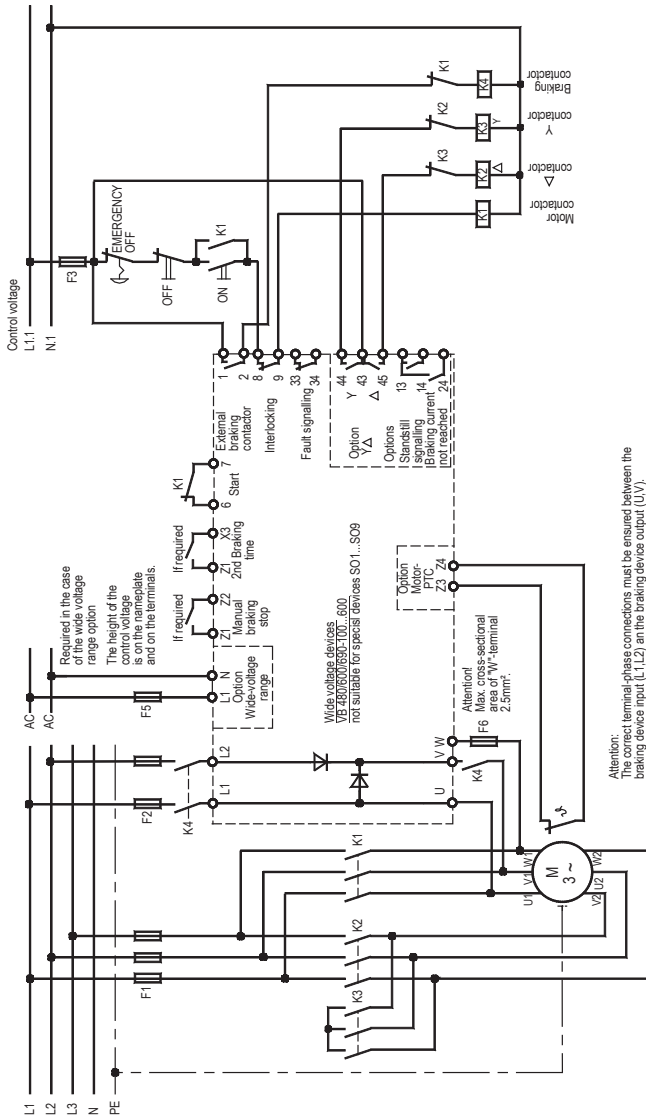 Control voltage
L1.1
N.1
F3
EMERGENCY
OFF
OFF
ON
K1
K1
K2
K3
K4
K3
Y
K2
Δ
K1
Braking
contactor
Y
contactor
Δ
contactor
Motor
contactor
AC
AC
F5
Required in the case
of the wide voltage
range option
The height of the
control voltage
is on the nameplate
and on the terminals.
If required
If required
K1
L1
N
Z1
Z2
Z1
X3
6
7
Option
Wide-voltage
range
Manual
braking
stop
2nd Braking
time
Start
1
2
8
9
33
34
External
braking
contactor
Interlocking
Fault signalling
44
43
45
13
14
24
Y
Δ
Option
YΔ
Options
Standstill
signalling
Braking current
not reached
Wide voltage devices
VB 480/600/690-100...600
not suitable for special devices SO1...SO9
Option
Motor-
PTC
Z3
Z4
Attention!
Max. cross-sectional
area of "W"-terminal
2.5mm².
F6
L1
L2
L3
N
PE
F1
F2
K4
L1
L2
U
V
W
K4
K1
K2
K3
U1
V1
W1
M
3 ~
V2
U2
W2
ϑ
Attention:
The correct terminal-phase connections must be ensured between the
braking device input (L1,L2) an the braking device output (U,V).